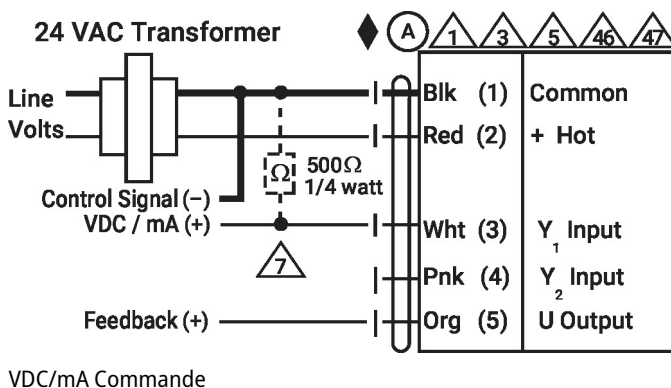 24 VAC Transformer
A 1 3 5 46 47
Line
Volts
Blk (1) Common
Red (2) + Hot
Ω 500Ω
1/4 watt
Control Signal (−)
VDC / mA (+)
Wht (3) Y1 Input
7
Pnk (4) Y2 Input
Feedback (+)
Org (5) U Output
VDC/mA Commande